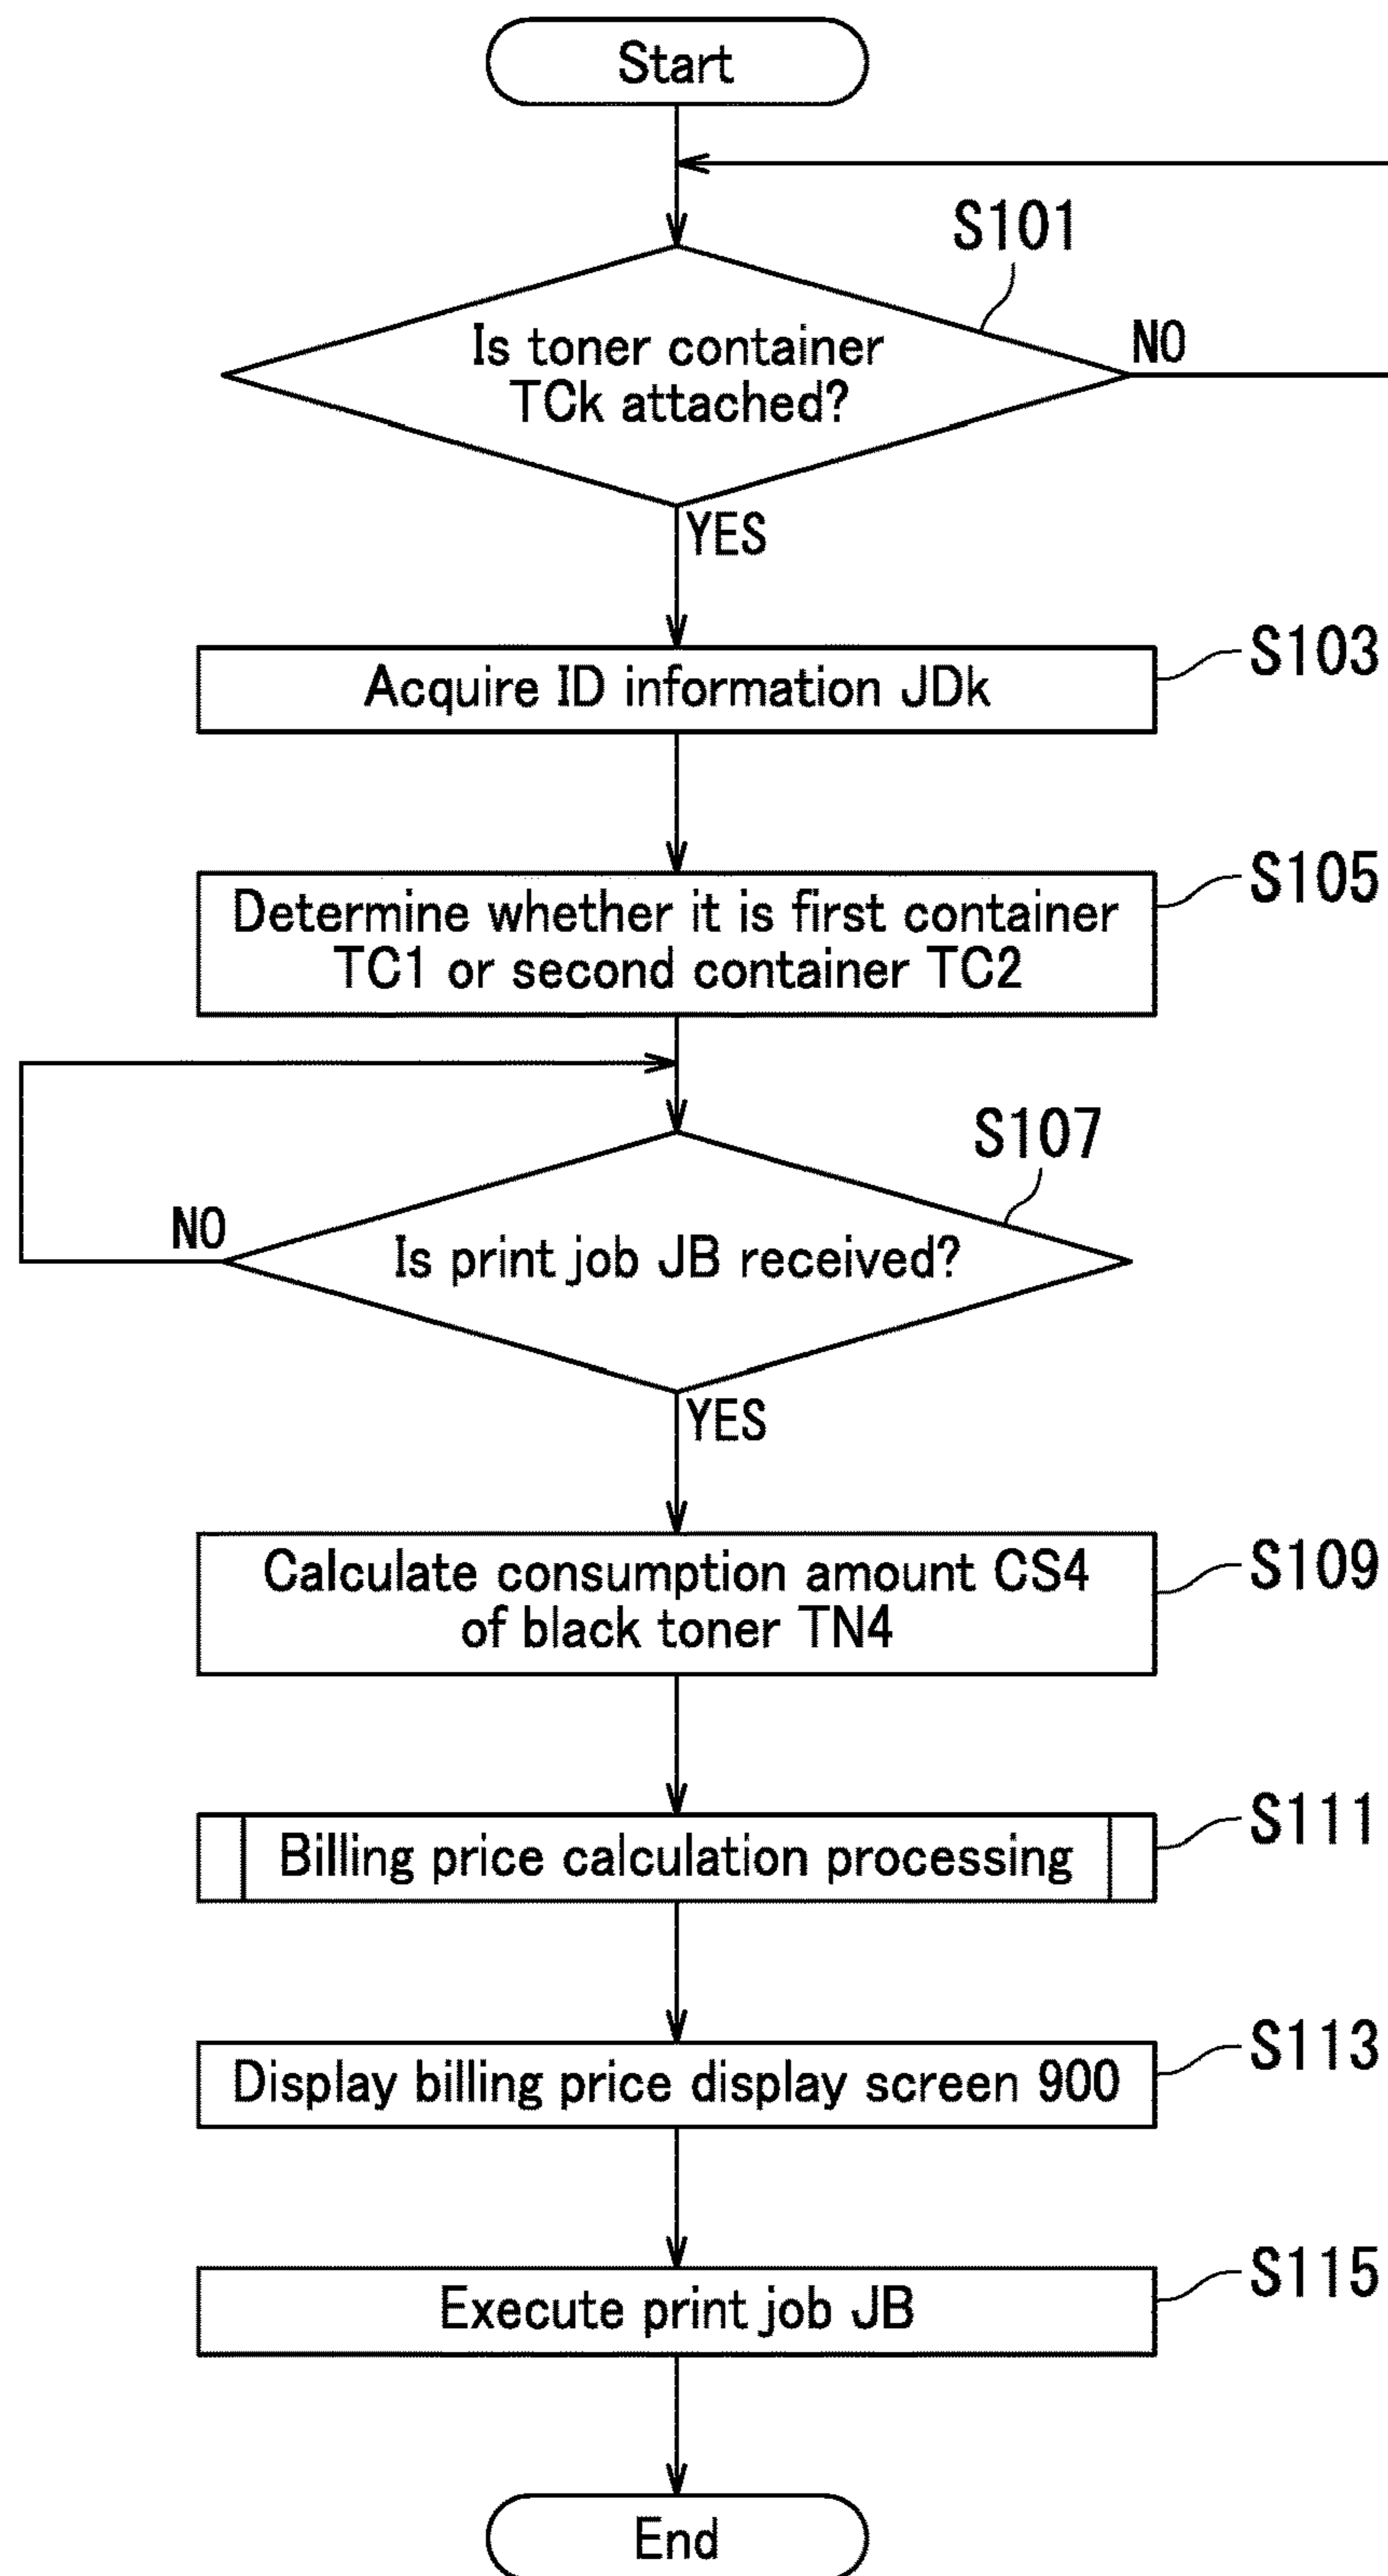 Start
S101
Is toner container
TCk attached?
NO
YES
S103
Acquire ID information JDk
S105
Determine whether it is first container
TC1 or second container TC2
S107
NO
Is print job JB received?
YES
S109
Calculate consumption amount CS4
of black toner TN4
S111
Billing price calculation processing
S113
Display billing price display screen 900
S115
Execute print job JB
End